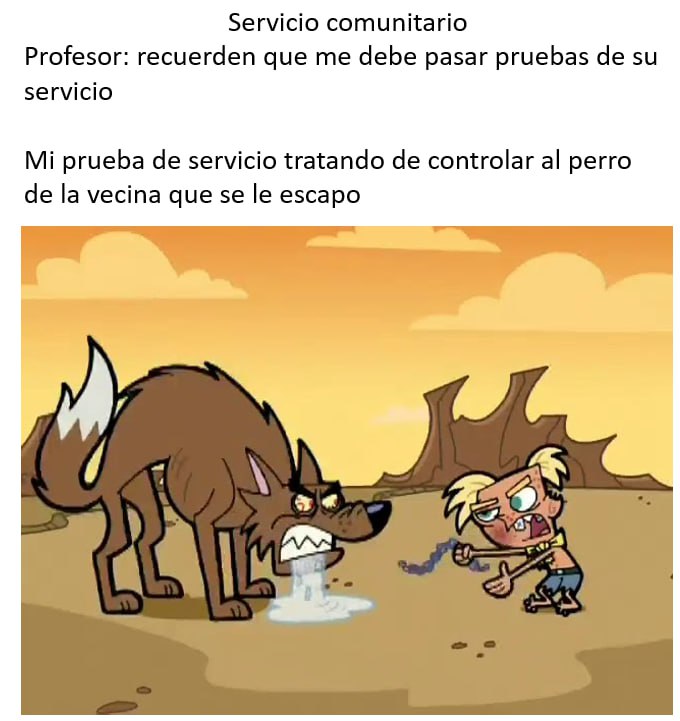 Servicio comunitario
Profesor: recuerden que me debe pasar pruebas de su
servicio
Mi prueba de servicio tratando de controlar al perro
de la vecina que se le escapo